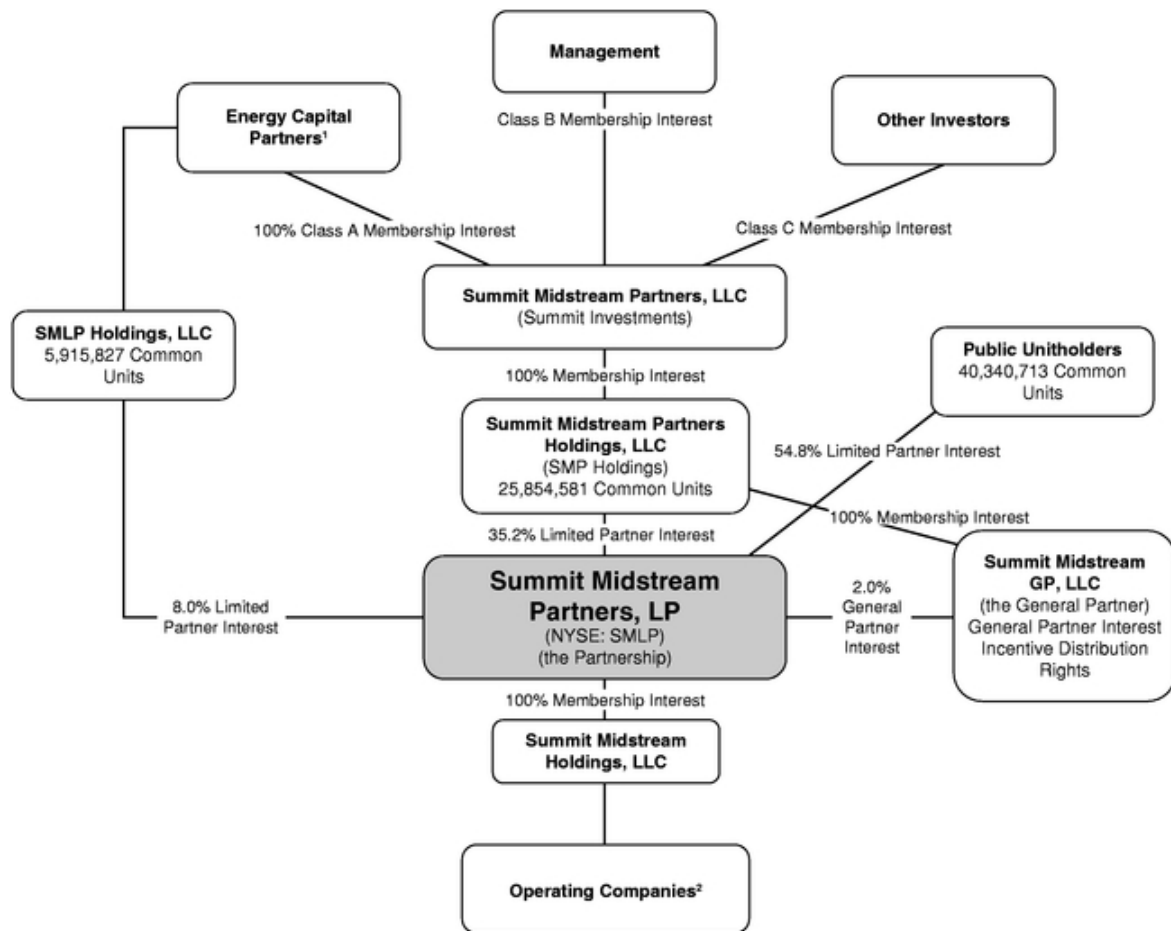 Management
Energy Capital
Partners¹
Class B Membership Interest
Other Investors
100% Class A Membership Interest
Class C Membership Interest
Summit Midstream Partners, LLC
(Summit Investments)
SMLP Holdings, LLC
5,915,827 Common
Units
Public Unitholders
40,340,713 Common
Units
100% Membership Interest
Summit Midstream Partners
Holdings, LLC
(SMP Holdings)
25,854,581 Common Units
54.8% Limited Partner Interest
100% Membership Interest
35.2% Limited Partner Interest
Summit Midstream
Partners, LP
(NYSE: SMLP)
(the Partnership)
8.0% Limited
Partner Interest
2.0%
General
Partner
Interest
Summit Midstream
GP, LLC
(the General Partner)
General Partner Interest
Incentive Distribution
Rights
100% Membership Interest
Summit Midstream
Holdings, LLC
Operating Companies²